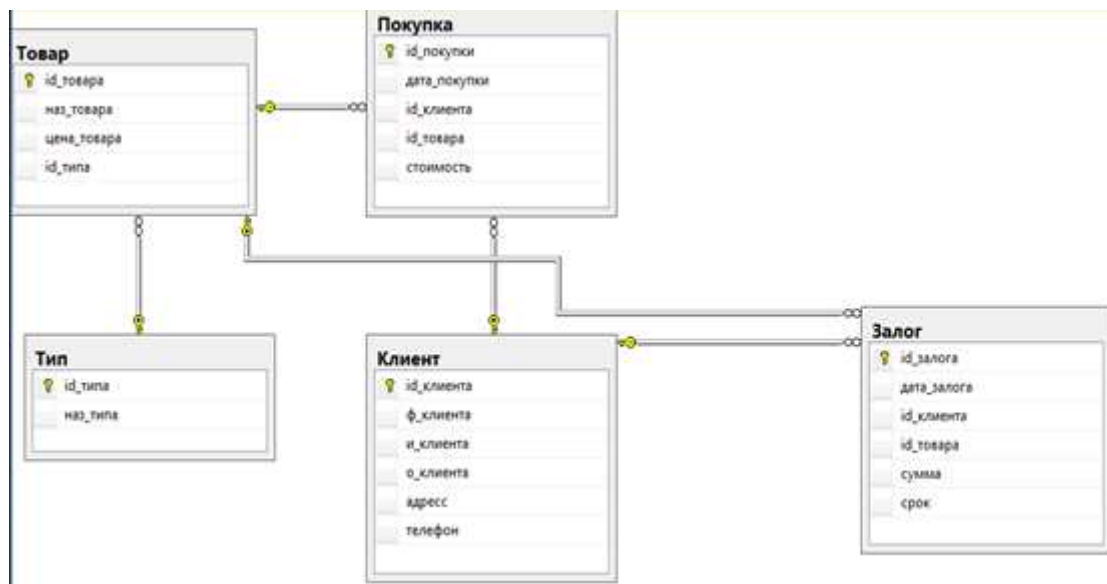 Товар
id_товара
наз_товара
цена_товара
id_типа
Покупка
id_покупки
дата_покупки
id_клиента
id_товара
стоимость
Тип
id_типа
наз_типа
Клиент
id_клиента
ф_клиента
и_клиента
о_клиента
адресс
телефон
Залог
id_залога
дата_залога
id_клиента
id_товара
сумма
срок